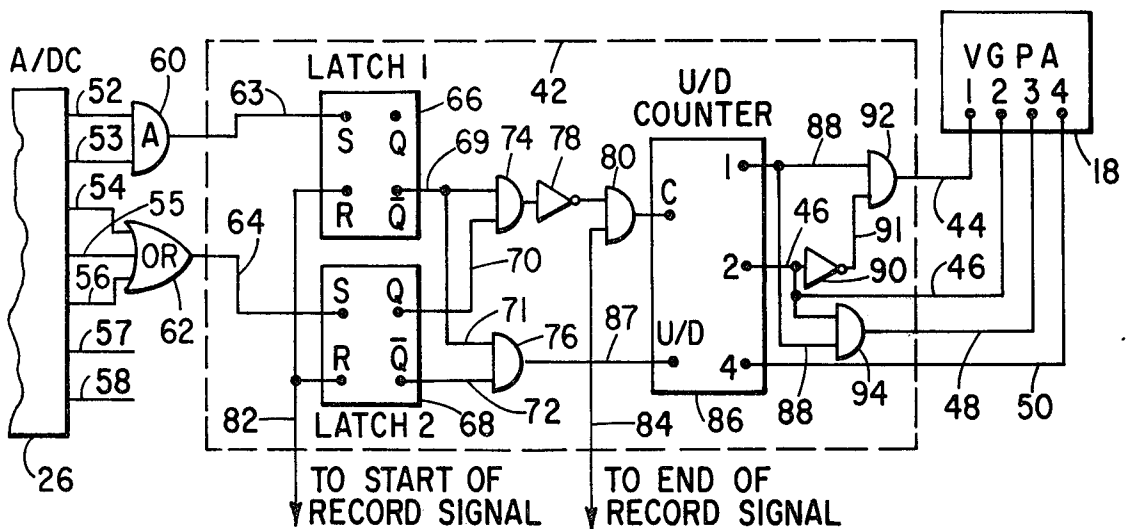 A/DC
60
52
53
A
54
55
56
OR
62
57
58
26
63
64
42
LATCH 1
66
S Q
R Q̄
69
S Q
R Q̄
LATCH 2
68
70
71
72
74
78
76
80
82
84
87
TO START OF
RECORD SIGNAL
TO END OF
RECORD SIGNAL
U/D
COUNTER
C
U/D
1
2
4
86
88
46
90
91
92
88
94
44
46
48
50
VGPA
1 2 3 4
18